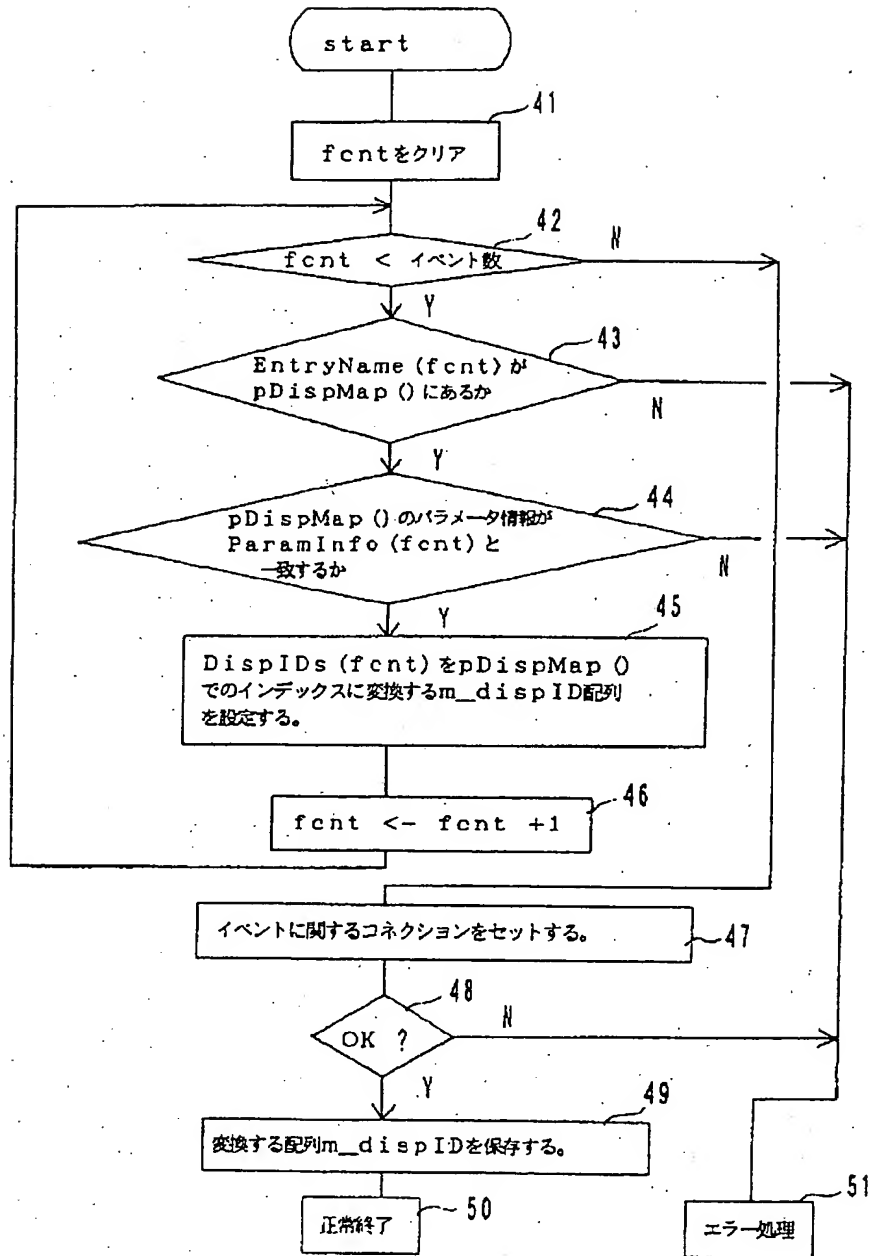 start
41
fcntをクリア
42
fcnt < イベント数
N
Y
43
EntryName (fcnt) が
pDispMap () にあるか
N
Y
44
pDispMap () のパラメータ情報が
ParamInfo (fcnt) と
一致するか
N
Y
45
DispIDs (fcnt) をpDispMap ()
でのインデックスに変換するm_dispID配列
を設定する。
46
fcnt <- fcnt +1
イベントに関するコネクションをセットする。
47
48
OK ?
N
Y
49
変換する配列m_dispIDを保存する。
正常終了
50
51
エラー処理